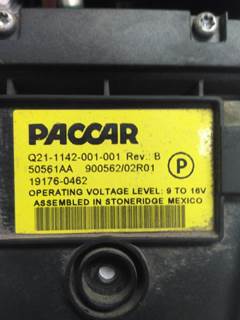 PACCAR
Q21-1142-001-001 Rev.: B
50561AA 900562/02R01
19176-0462
P
OPERATING VOLTAGE LEVEL: 9 TO 16V
ASSEMBLED IN STONERIDGE MEXICO